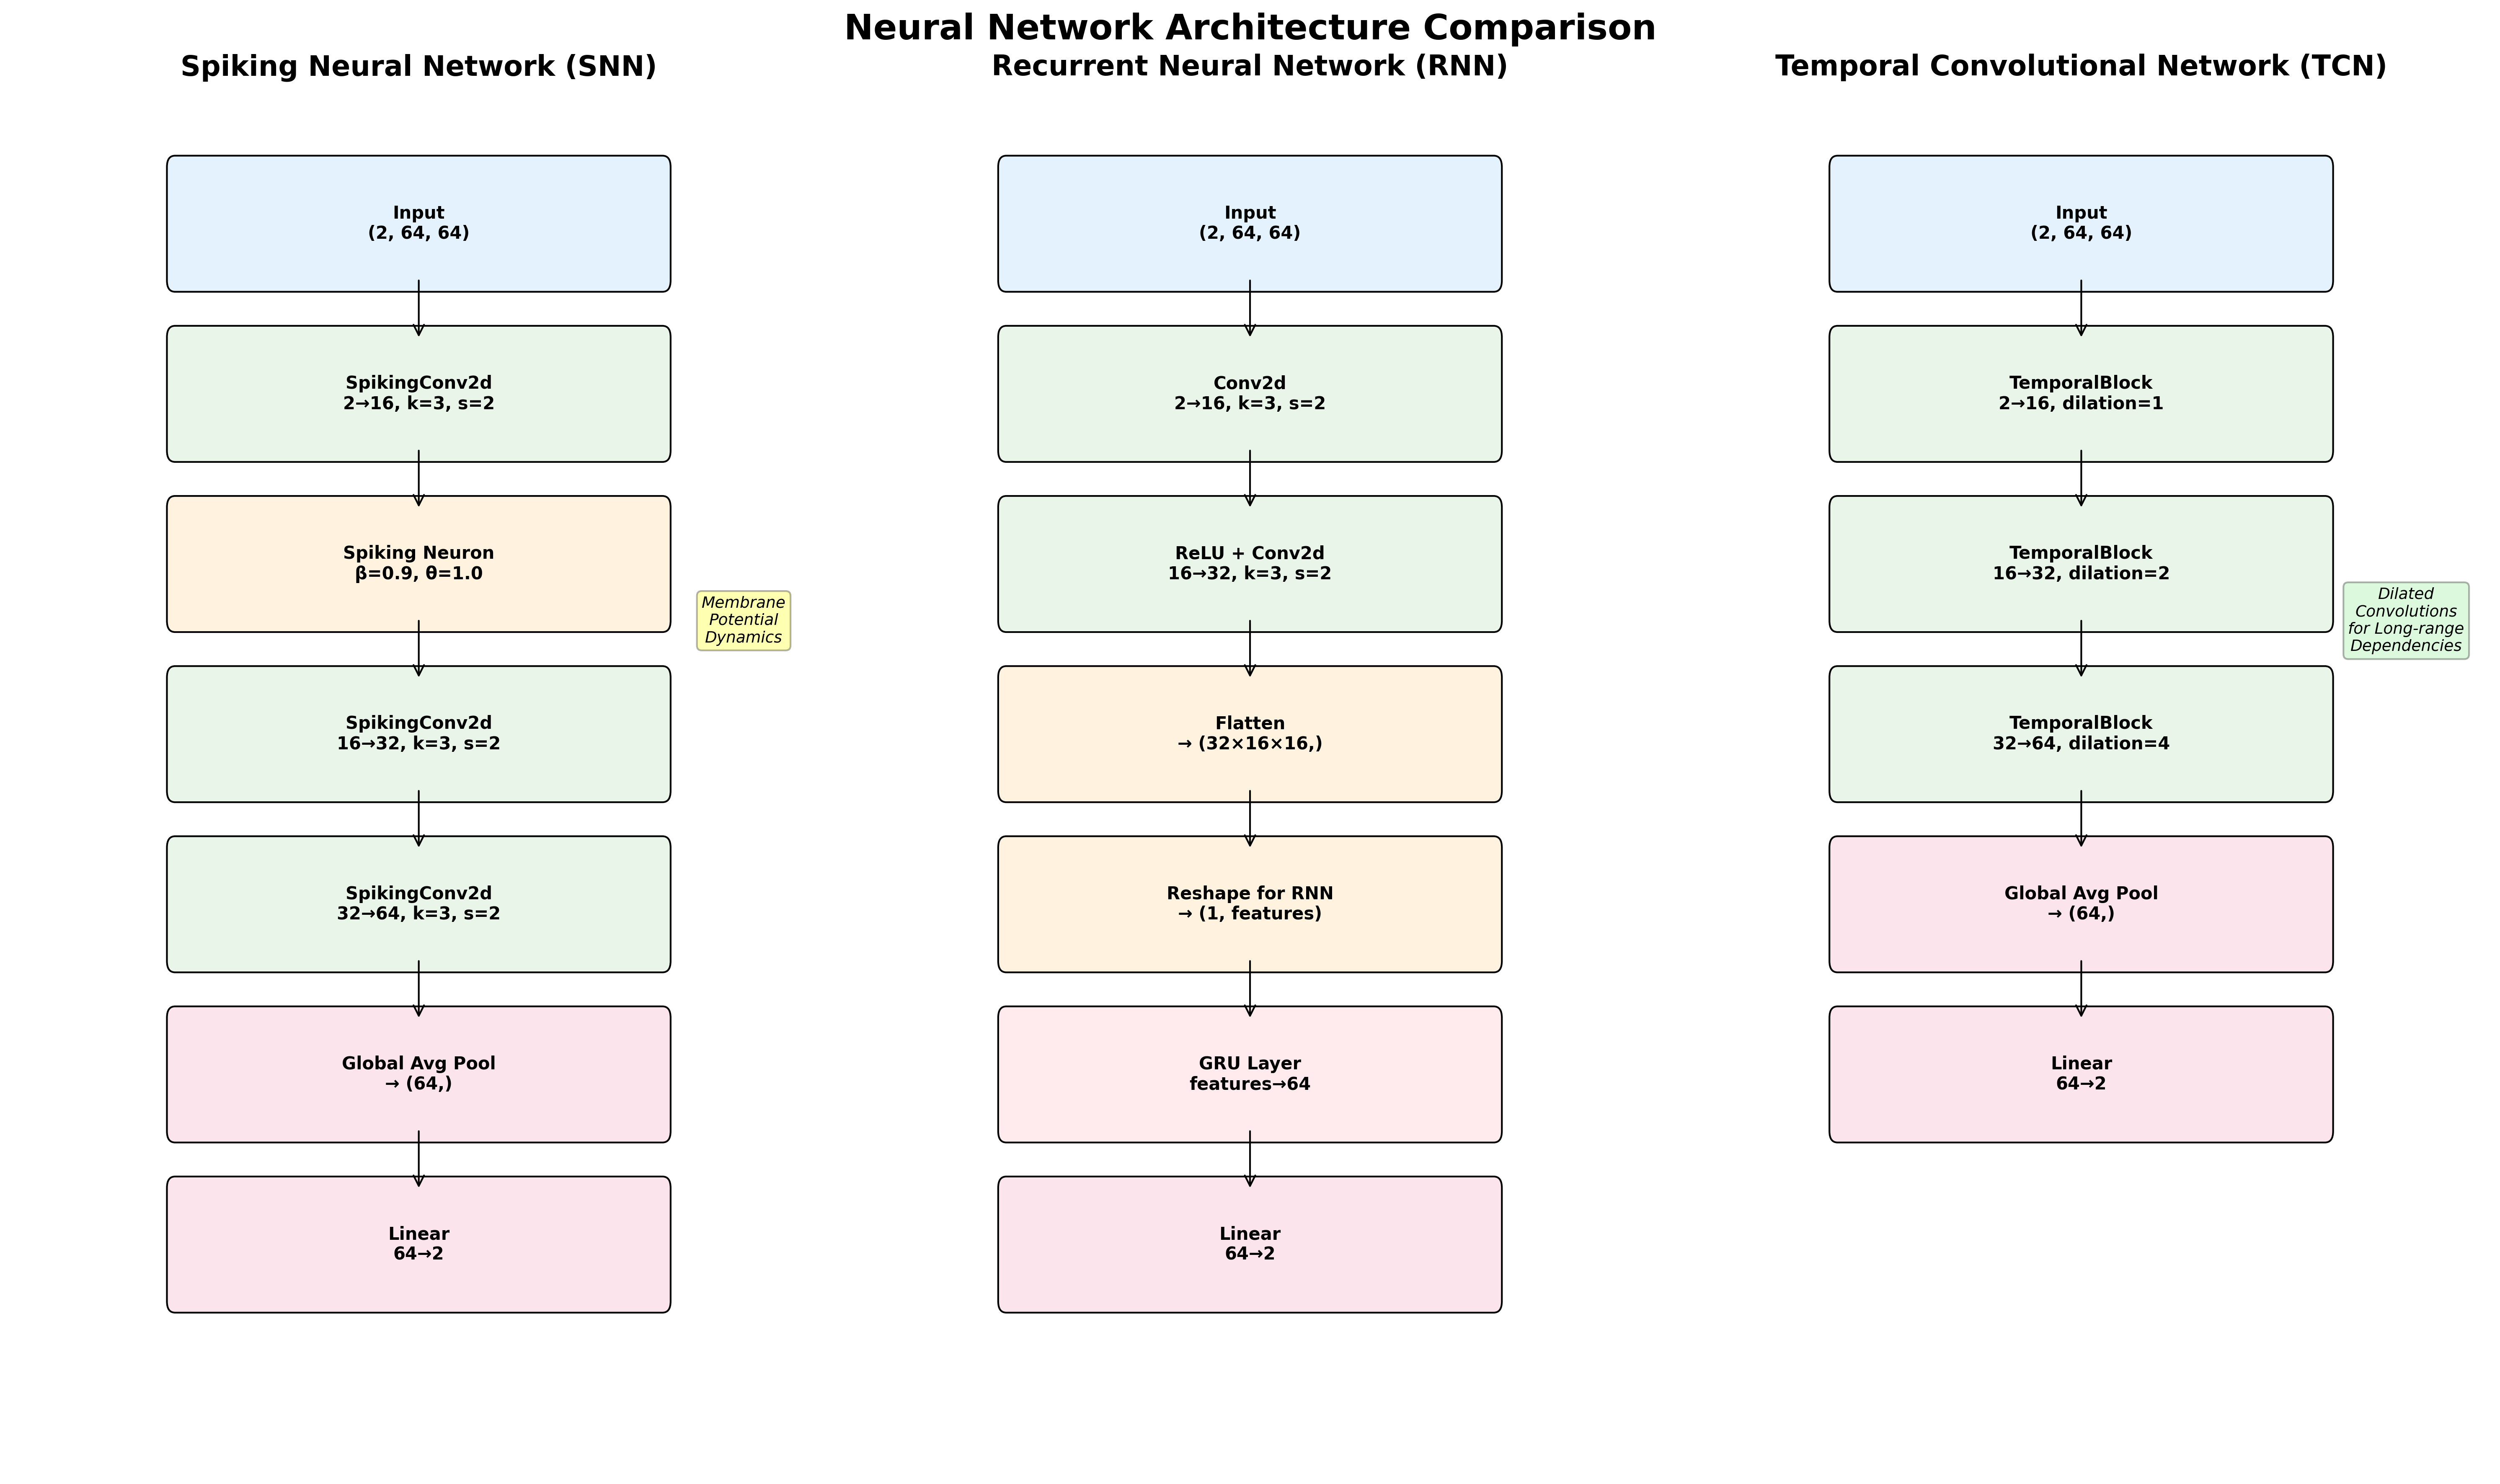 Neural Network Architecture Comparison
Spiking Neural Network (SNN)
Input
(2, 64, 64)
SpikingConv2d
2→16, k=3, s=2
Spiking Neuron
β=0.9, θ=1.0
Membrane
Potential
Dynamics
SpikingConv2d
16→32, k=3, s=2
SpikingConv2d
32→64, k=3, s=2
Global Avg Pool
→ (64,)
Linear
64→2
Recurrent Neural Network (RNN)
Input
(2, 64, 64)
Conv2d
2→16, k=3, s=2
ReLU + Conv2d
16→32, k=3, s=2
Flatten
→ (32×16×16,)
Reshape for RNN
→ (1, features)
GRU Layer
features→64
Linear
64→2
Temporal Convolutional Network (TCN)
Input
(2, 64, 64)
TemporalBlock
2→16, dilation=1
TemporalBlock
16→32, dilation=2
Dilated
Convolutions
for Long-range
Dependencies
TemporalBlock
32→64, dilation=4
Global Avg Pool
→ (64,)
Linear
64→2